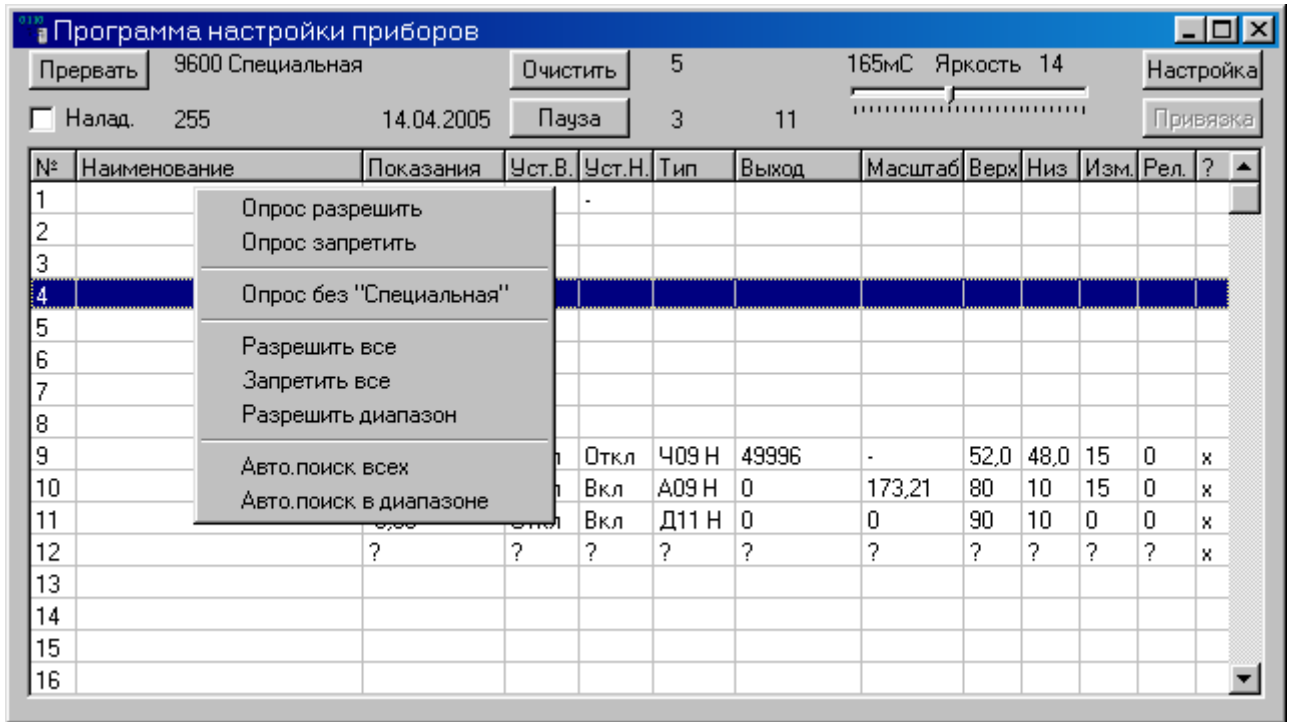 Программа настройки приборов
Прервать 9600 Специальная Очистить 5 165мС Яркость 14 Настройка
Налад. 255 14.04.2005 Пауза 3 11 Привязка
№ Наименование Показания Уст.В. Уст.Н. Тип Выход Масштаб Верх Низ Изм. Рел. ?
1 -
Опрос разрешить
2
Опрос запретить
3
4
Опрос без "Специальная"
5
Разрешить все
6
Запретить все
7
Разрешить диапазон
8
9 Откл Ч09 Н 49996 - 52,0 48,0 15 0 х
Авто.поиск всех
10 Вкл А09 Н 0 173,21 80 10 15 0 х
Авто.поиск в диапазоне
11 Вкл Д11 Н 0 0 90 10 0 0 х
12 ? ? ? ? ? ? ? ? ? ? х
13
14
15
16